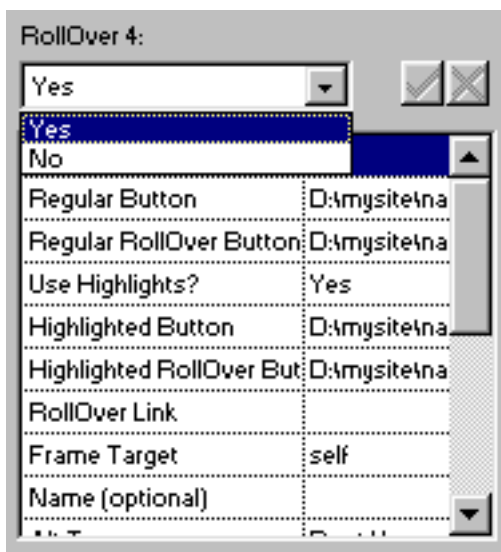 RollOver 4:
Yes
Yes
No
Regular Button D:\mysite\na
Regular RollOver Button D:\mysite\na
Use Highlights? Yes
Highlighted Button D:\mysite\na
Highlighted RollOver But D:\mysite\na
RollOver Link
Frame Target self
Name (optional)